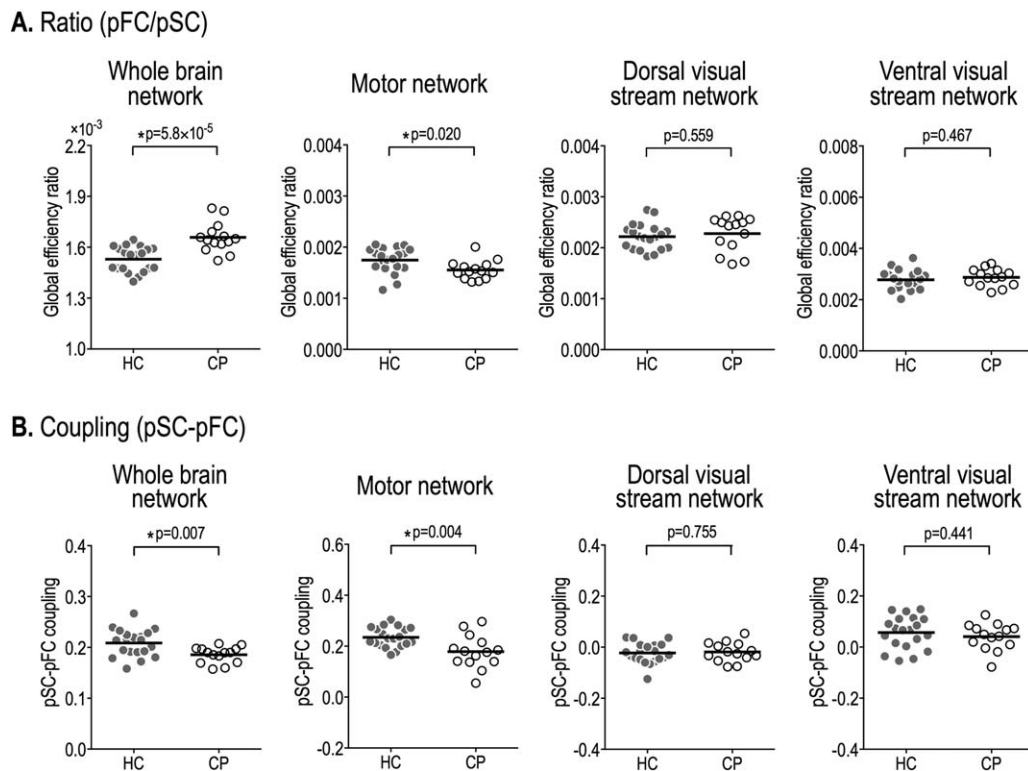 A. Ratio (pFC/pSC)
Whole brain
network
×10⁻³
*p=5.8×10⁻⁵
Global efficiency ratio
2.2
1.9
1.6
1.3
1.0
HC CP
Motor network
*p=0.020
Global efficiency ratio
0.004
0.003
0.002
0.001
0.000
HC CP
Dorsal visual
stream network
p=0.559
Global efficiency ratio
0.004
0.003
0.002
0.001
0.000
HC CP
Ventral visual
stream network
p=0.467
Global efficiency ratio
0.008
0.006
0.004
0.002
0.000
HC CP
B. Coupling (pSC-pFC)
Whole brain
network
*p=0.007
pSC-pFC coupling
0.4
0.3
0.2
0.1
0.0
HC CP
Motor network
*p=0.004
pSC-pFC coupling
0.6
0.4
0.2
0.0
-0.2
HC CP
Dorsal visual
stream network
p=0.755
pSC-pFC coupling
0.4
0.2
0.0
-0.2
-0.4
HC CP
Ventral visual
stream network
p=0.441
pSC-pFC coupling
0.4
0.2
0.0
-0.2
-0.4
HC CP